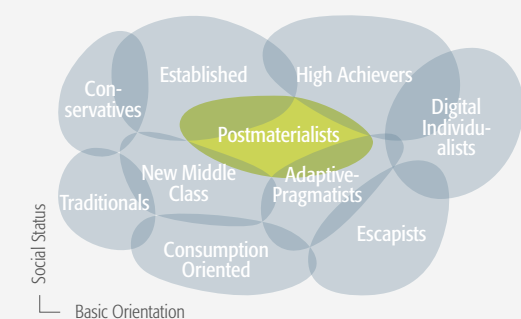 Established
High Achievers
Con-
servatives
Digital
Individu-
alists
Postmaterialists
New Middle
Class
Adaptive-
Pragmatists
Traditionals
Escapists
Consumption
Oriented
Social Status
Basic Orientation